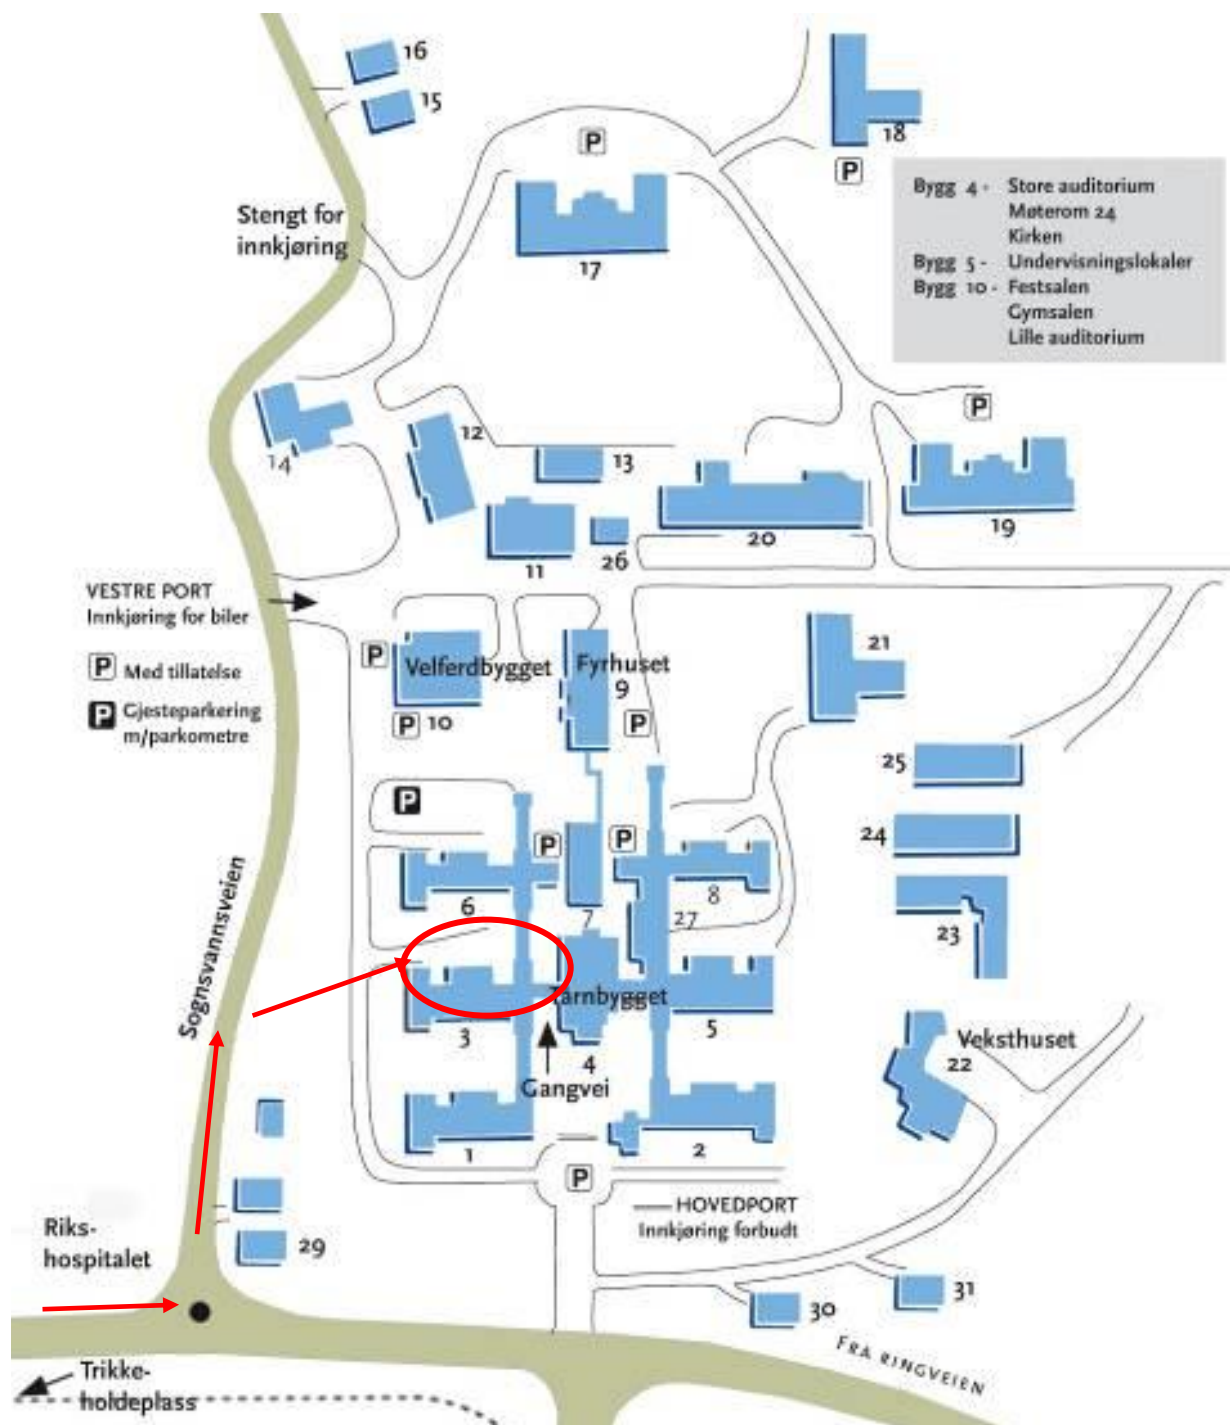 16
15
18
P
P
Bygg 4 - Store auditorium
Møterom 24
Kirken
Bygg 5 - Undervisningslokaler
Bygg 10 - Festsalen
Gymsalen
Lille auditorium
Stengt for
innkjøring
17
P
12
13
14
19
20
11
26
VESTRE PORT
Innkjøring for biler
P Med tillatelse
P Gjesteparkering
m/parkometre
P
Velferdbygget
P 10
Fyrhuset
9
P
21
25
24
23
P
P
P
6
7
8
27
Sognsvannsveien
3
Tårnbygget
4
5
Gangvei
Veksthuset
22
1
2
P
HOVEDPORT
Innkjøring forbudt
Riks-
hospitalet
29
30
31
FRA RINGVEIEN
Trikke-
holdeplass